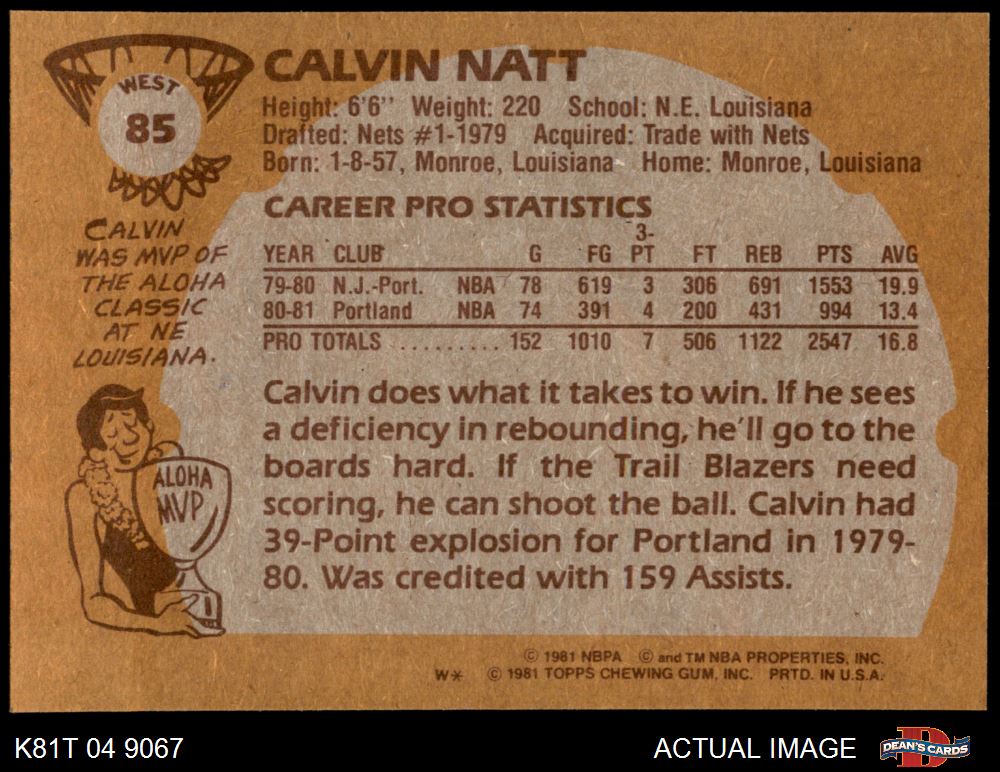 WEST
85
CALVIN NATT
Height: 6'6" Weight: 220 School: N.E. Louisiana
Drafted: Nets #1-1979 Acquired: Trade with Nets
Born: 1-8-57, Monroe, Louisiana Home: Monroe, Louisiana
CALVIN
WAS MVP OF
THE ALOHA
CLASSIC
AT NE
LOUISIANA.
ALOHA
MVP
CAREER PRO STATISTICS
YEAR CLUB G FG 3-PT FT REB PTS AVG
79-80 N.J.-Port. NBA 78 619 3 306 691 1553 19.9
80-81 Portland NBA 74 391 4 200 431 994 13.4
PRO TOTALS .......... 152 1010 7 506 1122 2547 16.8
Calvin does what it takes to win. If he sees
a deficiency in rebounding, he'll go to the
boards hard. If the Trail Blazers need
scoring, he can shoot the ball. Calvin had
39-Point explosion for Portland in 1979-
80. Was credited with 159 Assists.
© 1981 NBPA © and TM NBA PROPERTIES, INC.
W* © 1981 TOPPS CHEWING GUM, INC. PRTD. IN U.S.A.
K81T 04 9067
ACTUAL IMAGE
D
DEAN'S CARDS